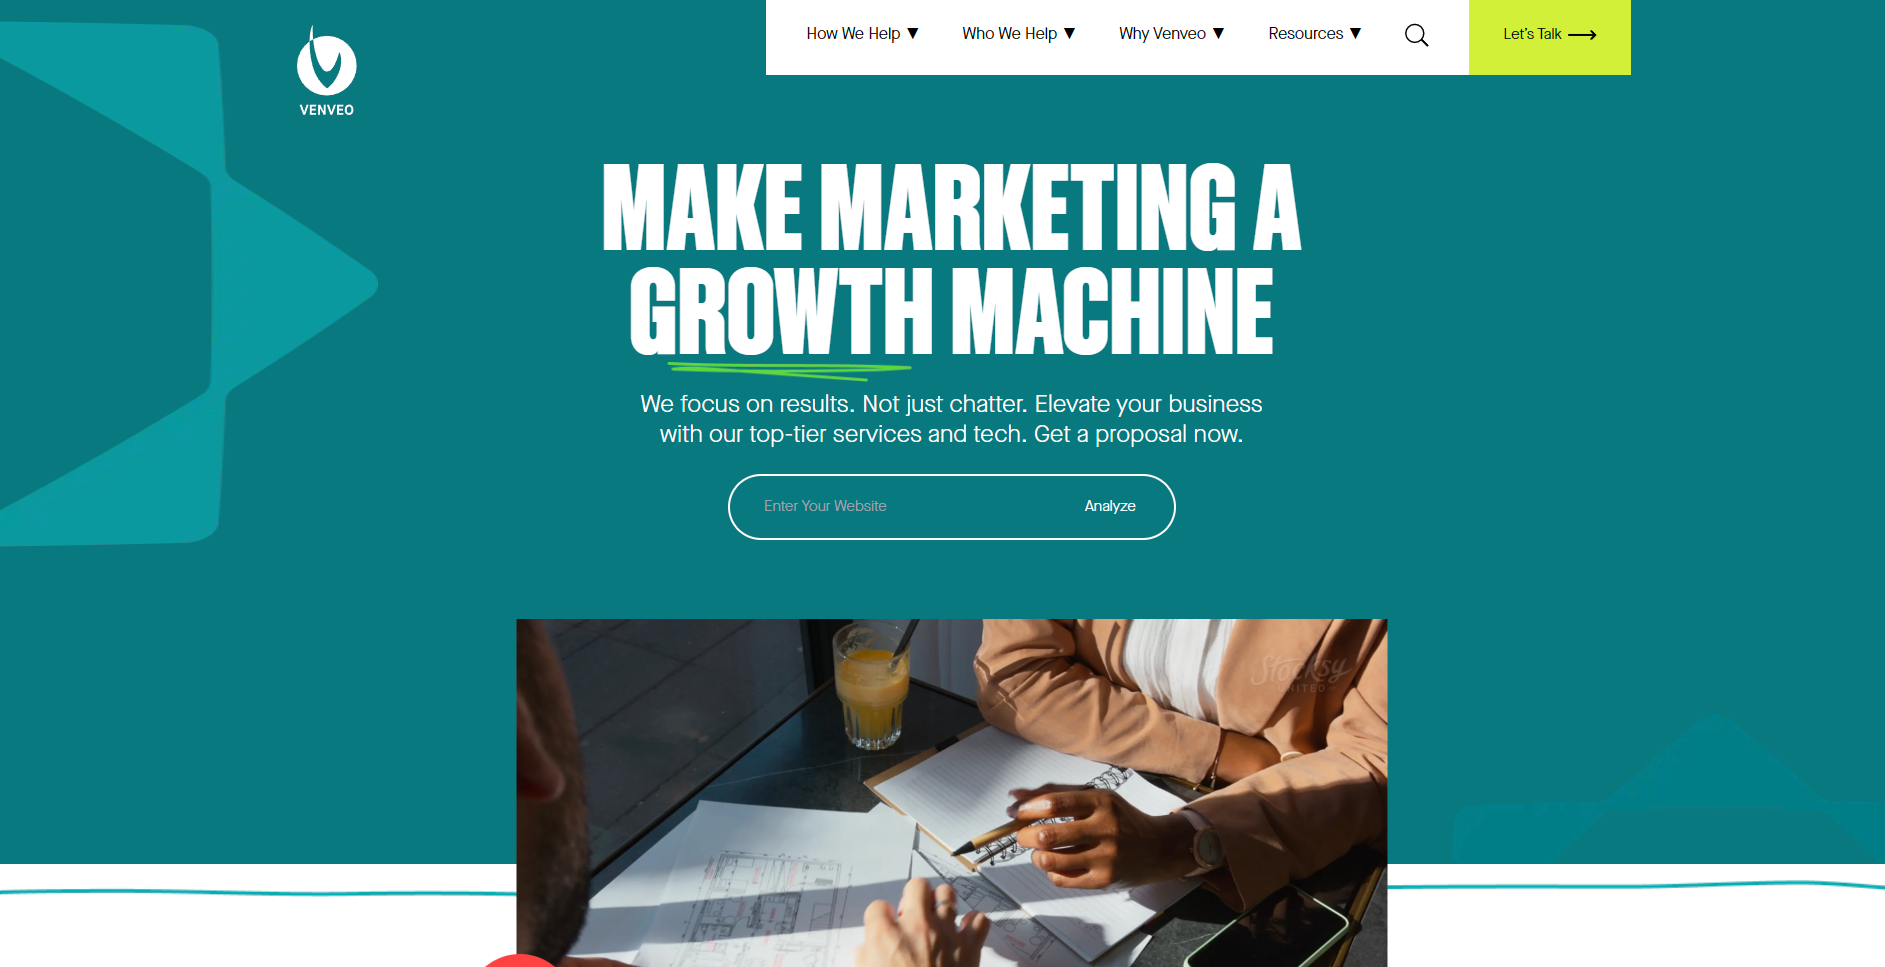 VENVEO
How We Help ▼
Who We Help ▼
Why Venveo ▼
Resources ▼
Let's Talk
MAKE MARKETING A
GROWTH MACHINE
We focus on results. Not just chatter. Elevate your business
with our top-tier services and tech. Get a proposal now.
Enter Your Website
Analyze
Stocksy
UNITED